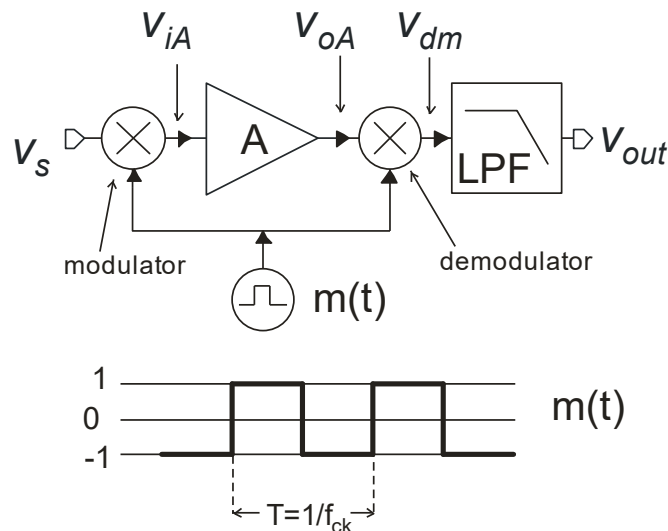 v_iA v_oA v_dm
A
LPF
v_s v_out
modulator
demodulator
m(t)
1
0
-1
m(t)
T=1/f_ck